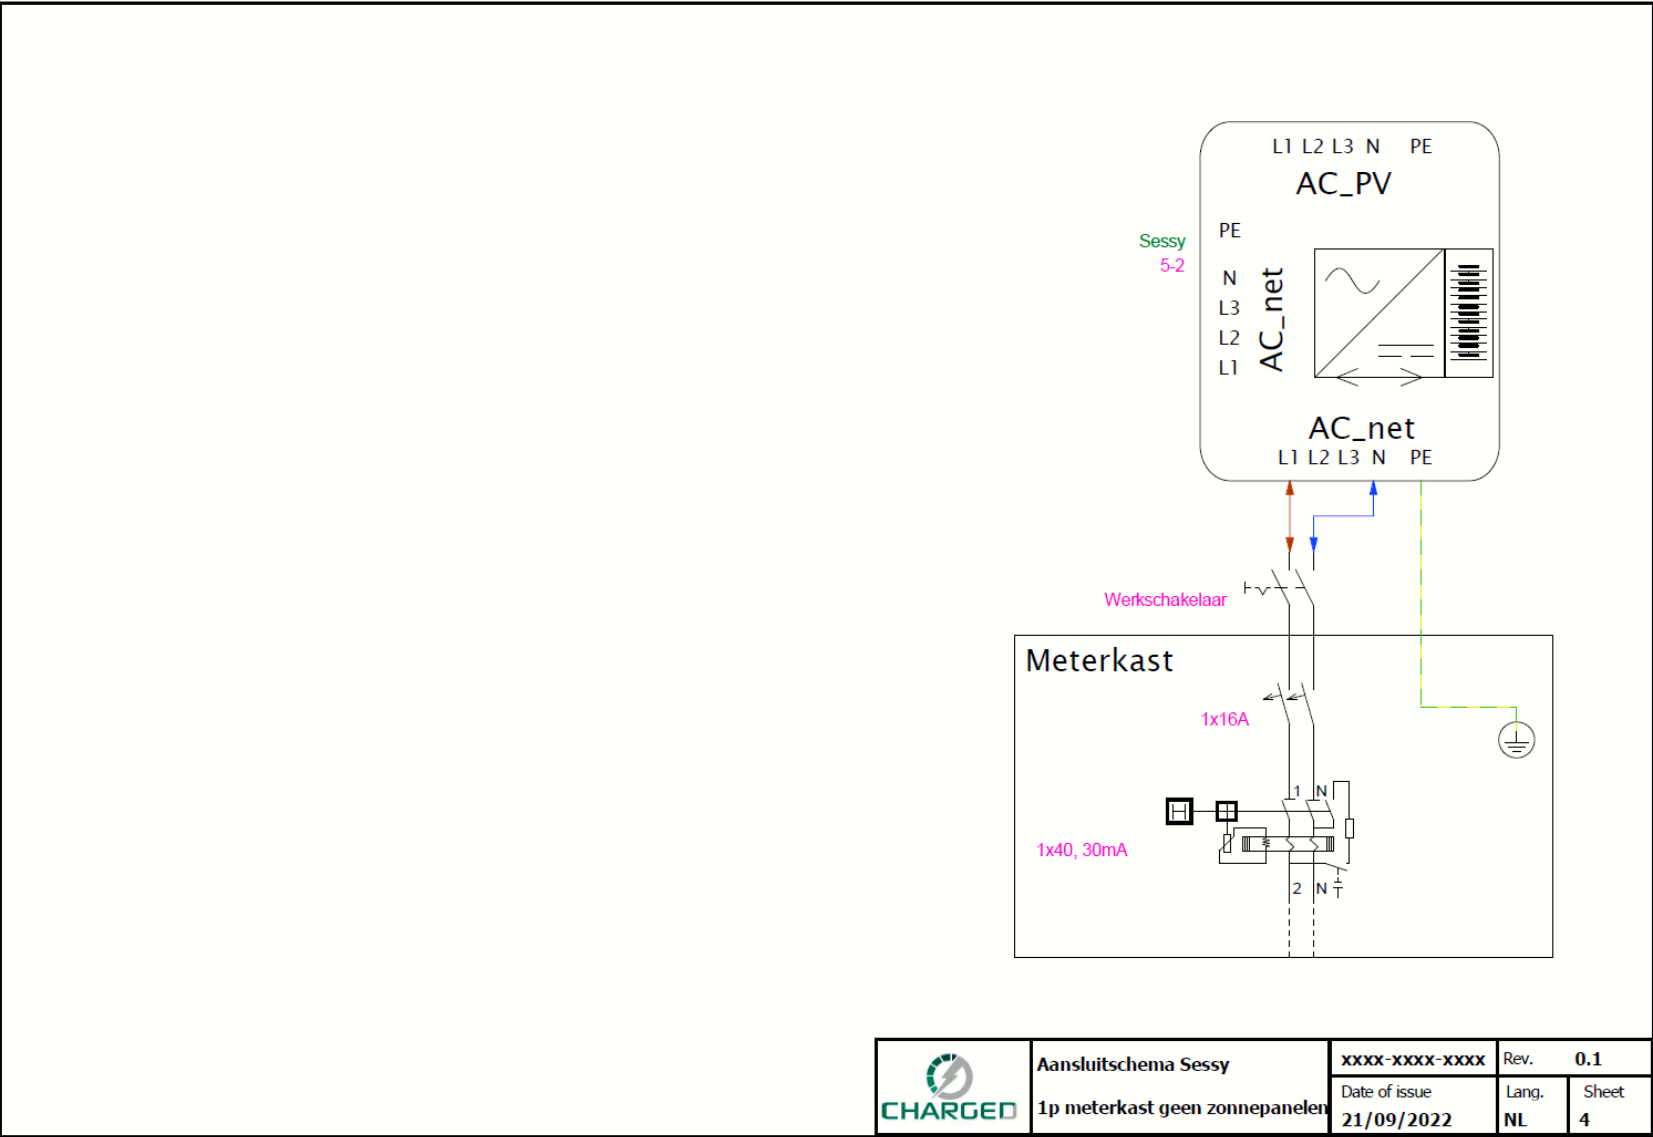 L1 L2 L3 N PE
AC_PV
PE
Sessy
5-2
N
L3
L2
L1
AC_net
AC_net
L1 L2 L3 N PE
Werkschakelaar
Meterkast
1x16A
1 N
H
1x40, 30mA
2 N
CHARGED
Aansluitschema Sessy
1p meterkast geen zonnepanelen
xxxx-xxxx-xxxx
Rev. 0.1
Date of issue
21/09/2022
Lang.
NL
Sheet
4